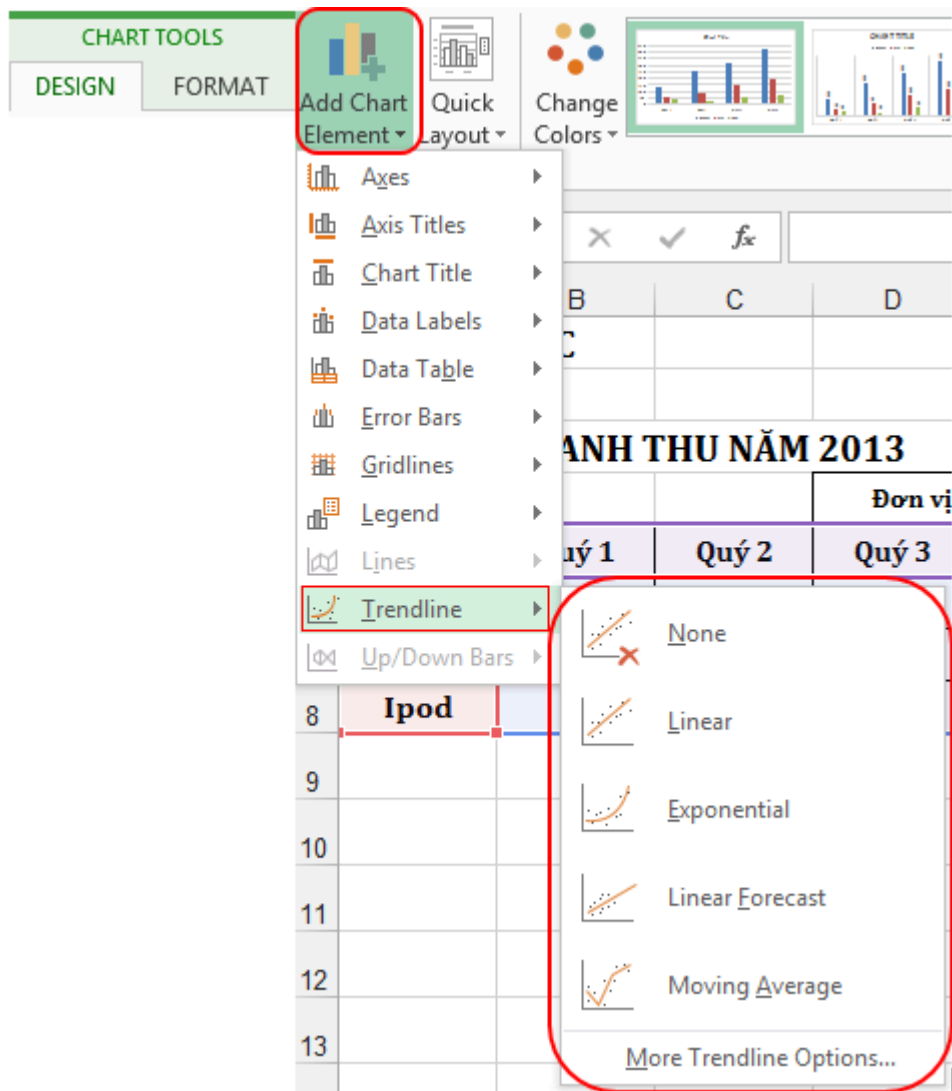 CHART TOOLS
DESIGN FORMAT
Add Chart Element
Quick Layout
Change Colors
Axes
Axis Titles
Chart Title
Data Labels
Data Table
Error Bars
Gridlines
Legend
Lines
Trendline
Up/Down Bars
None
Linear
Exponential
Linear Forecast
Moving Average
More Trendline Options...
fx
B C D
C
ANH THU NĂM 2013
Đơn vị
uý 1 Quý 2 Quý 3
8 Ipod
9
10
11
12
13